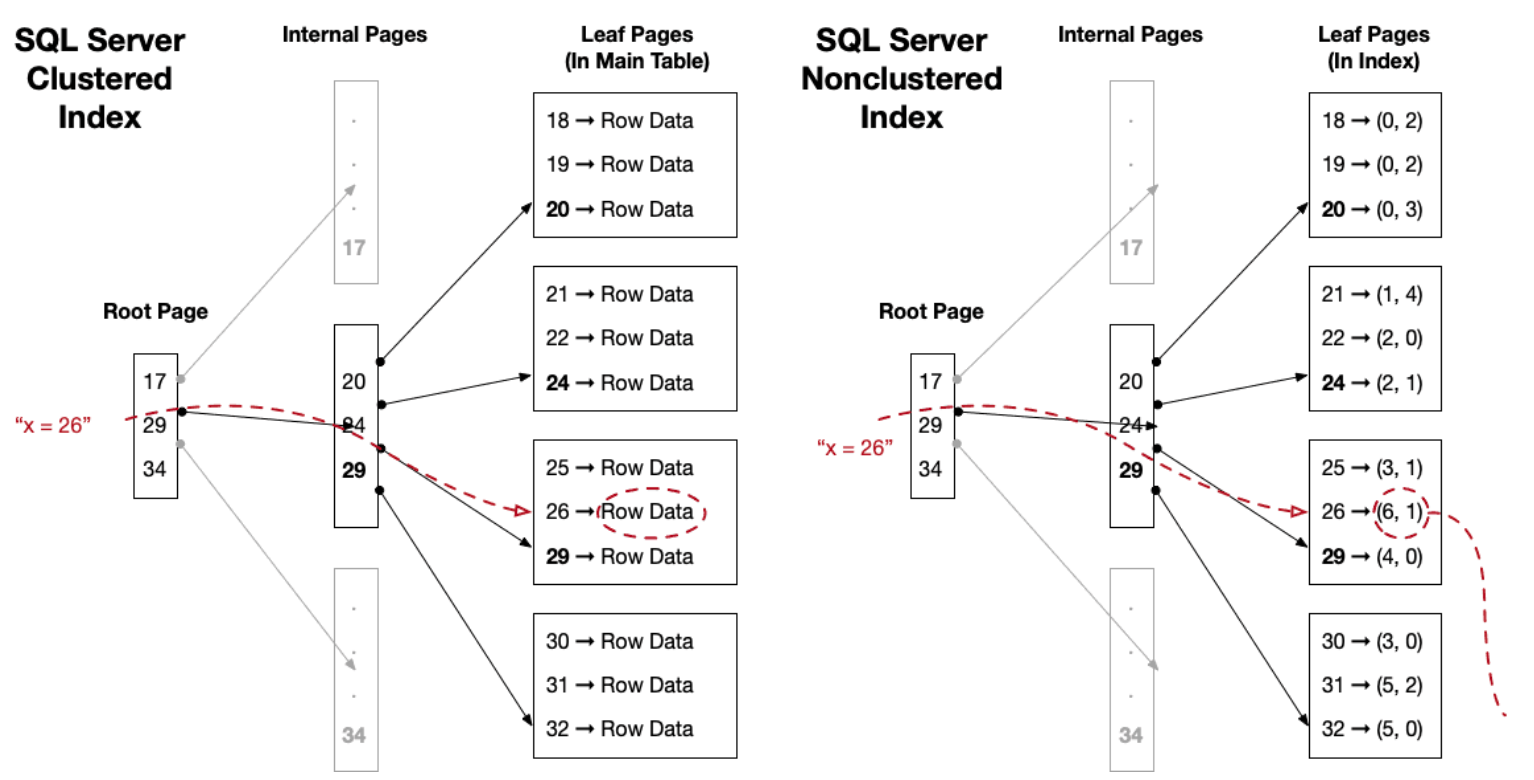 SQL Server
Clustered
Index
Internal Pages
Leaf Pages
(In Main Table)
.
.
.
17
Root Page
17
29
34
"x = 26"
20
24
29
.
.
.
34
18 → Row Data
19 → Row Data
20 → Row Data
21 → Row Data
22 → Row Data
24 → Row Data
25 → Row Data
26 → Row Data
29 → Row Data
30 → Row Data
31 → Row Data
32 → Row Data
SQL Server
Nonclustered
Index
Internal Pages
Leaf Pages
(In Index)
.
.
.
17
Root Page
17
29
34
“x = 26”
20
24
29
.
.
.
34
18 → (0, 2)
19 → (0, 2)
20 → (0, 3)
21 → (1, 4)
22 → (2, 0)
24 → (2, 1)
25 → (3, 1)
26 → (6, 1)
29 → (4, 0)
30 → (3, 0)
31 → (5, 2)
32 → (5, 0)